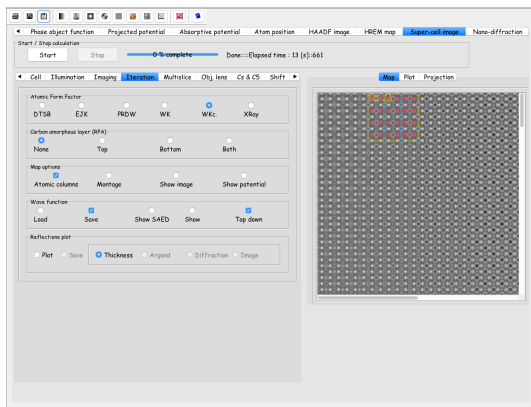 Phase object function Projected potential Absorptive potential Atom position HAADF image HREM map Super-cell image Nano-diffraction
Start / Stop calculation
Start Stop 0 % complete Done::::Elapsed time : 13 [s]::661
Cell Illumination Imaging Iteration Multislice Obj. lens Cs & C5 Shift
Map Plot Projection
Atomic Form Factor
DTSB EJK PRDW WK WKc. XRay
Carbon amorphous layer (RPA)
None Top Bottom Both
Map options
Atomic columns Montage Show image Show potential
Wave function
Load Save Show SAED Show Top down
Reflections plot
Plot Save Thickness Argand Diffraction Image